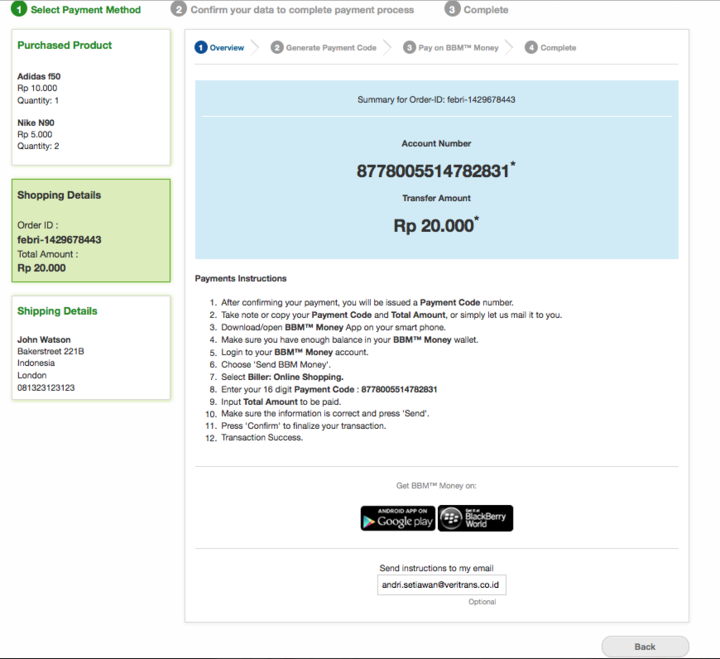 1 Select Payment Method
2 Confirm your data to complete payment process
3 Complete
Purchased Product
Adidas f50
Rp 10.000
Quantity: 1
Nike N90
Rp 5.000
Quantity: 2
Shopping Details
Order ID :
febri-1429678443
Total Amount :
Rp 20.000
Shipping Details
John Watson
Bakerstreet 221B
Indonesia
London
081323123123
1 Overview
2 Generate Payment Code
3 Pay on BBM™ Money
4 Complete
Summary for Order-ID: febri-1429678443
Account Number
8778005514782831*
Transfer Amount
Rp 20.000*
Payments Instructions
1. After confirming your payment, you will be issued a Payment Code number.
2. Take note or copy your Payment Code and Total Amount, or simply let us mail it to you.
3. Download/open BBM™ Money App on your smart phone.
4. Make sure you have enough balance in your BBM™ Money wallet.
5. Login to your BBM™ Money account.
6. Choose 'Send BBM Money'.
7. Select Biller: Online Shopping.
8. Enter your 16 digit Payment Code : 8778005514782831
9. Input Total Amount to be paid.
10. Make sure the information is correct and press 'Send'.
11. Press 'Confirm' to finalize your transaction.
12. Transaction Success.
Get BBM™ Money on:
ANDROID APP ON
Google play
Get it at
BlackBerry
World
Send instructions to my email
andri.setiawan@veritrans.co.id
Optional
Back